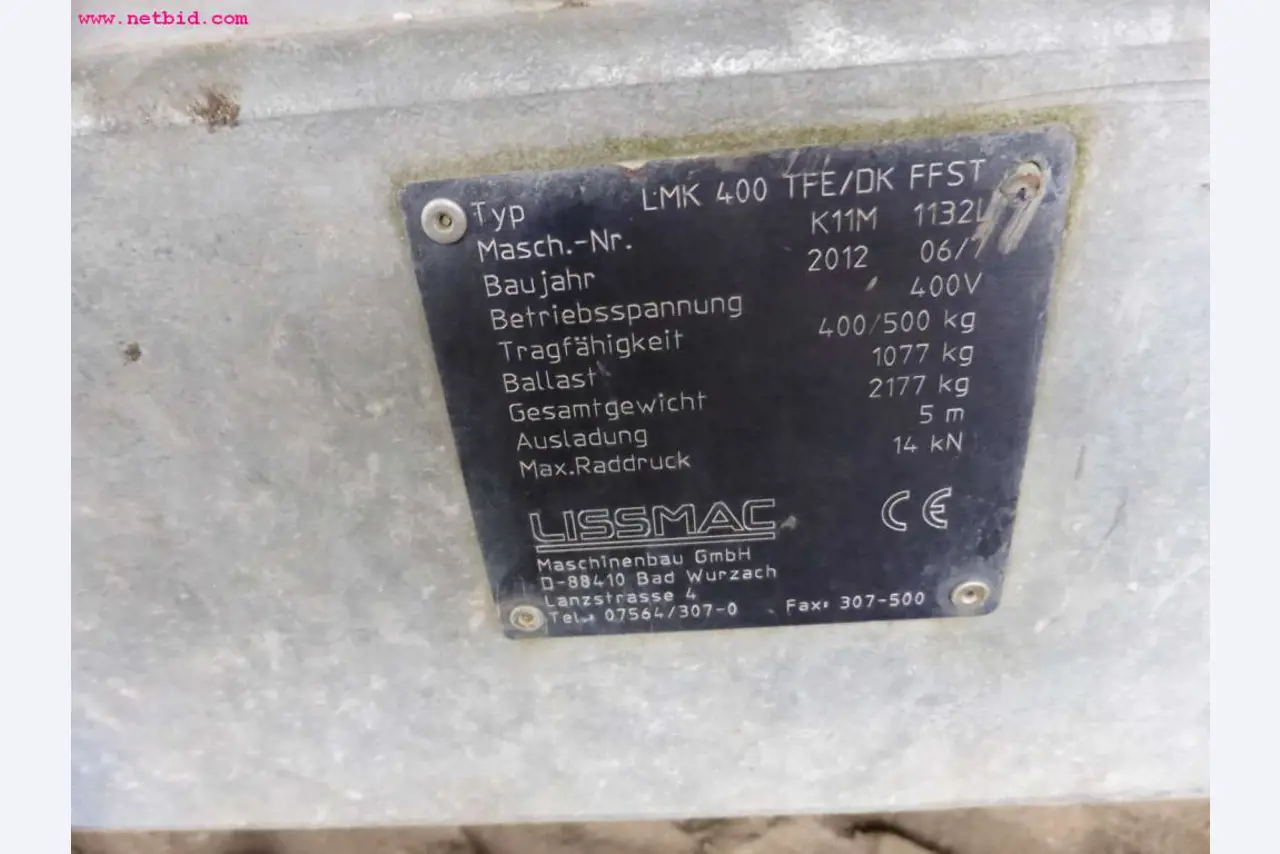 www.netbid.com
Typ LMK 400 TFE/DK FFST
Masch.-Nr. K11M
Baujahr 2012
Betriebsspannung 400V
Tragfähigkeit 400/500 kg
Ballast 1077 kg
Gesamtgewicht 2177 kg
Ausladung 5 m
Max.Raddruck 14 kN
LISSMAC CE
Maschinenbau GmbH
D-88410 Bad Wurzach
Lanzstrasse 4
Tel.: 07564/307-0 Fax: 307-500